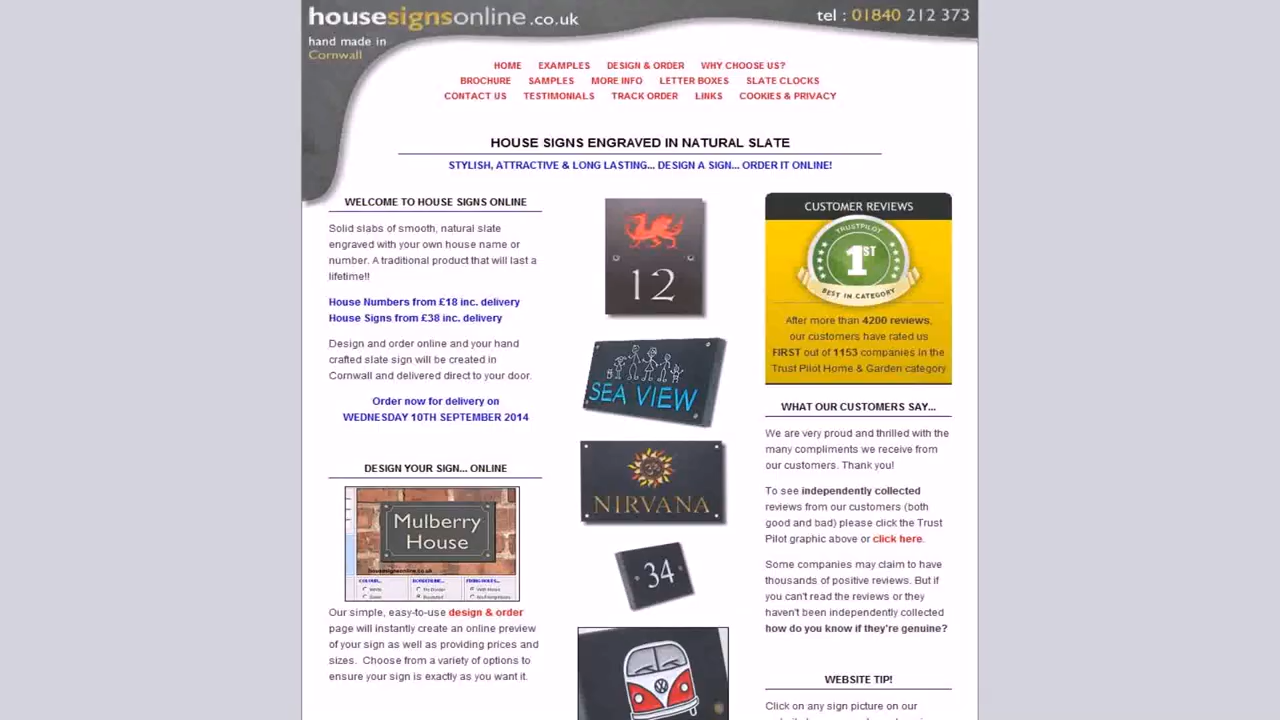 housesignsonline.co.uk
tel : 01840 212 373
hand made in
Cornwall
HOME EXAMPLES DESIGN & ORDER WHY CHOOSE US?
BROCHURE SAMPLES MORE INFO LETTER BOXES SLATE CLOCKS
CONTACT US TESTIMONIALS TRACK ORDER LINKS COOKIES & PRIVACY
HOUSE SIGNS ENGRAVED IN NATURAL SLATE
STYLISH, ATTRACTIVE & LONG LASTING... DESIGN A SIGN... ORDER IT ONLINE!
WELCOME TO HOUSE SIGNS ONLINE
Solid slabs of smooth, natural slate
engraved with your own house name or
number. A traditional product that will last a
lifetime!!
House Numbers from £18 inc. delivery
House Signs from £38 inc. delivery
Design and order online and your hand
crafted slate sign will be created in
Cornwall and delivered direct to your door.
Order now for delivery on
WEDNESDAY 10TH SEPTEMBER 2014
DESIGN YOUR SIGN... ONLINE
Mulberry
House
housesignsonline.co.uk
Our simple, easy-to-use design & order
page will instantly create an online preview
of your sign as well as providing prices and
sizes. Choose from a variety of options to
ensure your sign is exactly as you want it.
12
SEA VIEW
NIRVANA
34
CUSTOMER REVIEWS
TRUSTPILOT
1ST
BEST IN CATEGORY
After more than 4200 reviews,
our customers have rated us
FIRST out of 1153 companies in the
Trust Pilot Home & Garden category
WHAT OUR CUSTOMERS SAY...
We are very proud and thrilled with the
many compliments we receive from
our customers. Thank you!
To see independently collected
reviews from our customers (both
good and bad) please click the Trust
Pilot graphic above or click here.
Some companies may claim to have
thousands of positive reviews. But if
you can't read the reviews or they
haven't been independently collected
how do you know if they're genuine?
WEBSITE TIP!
Click on any sign picture on our